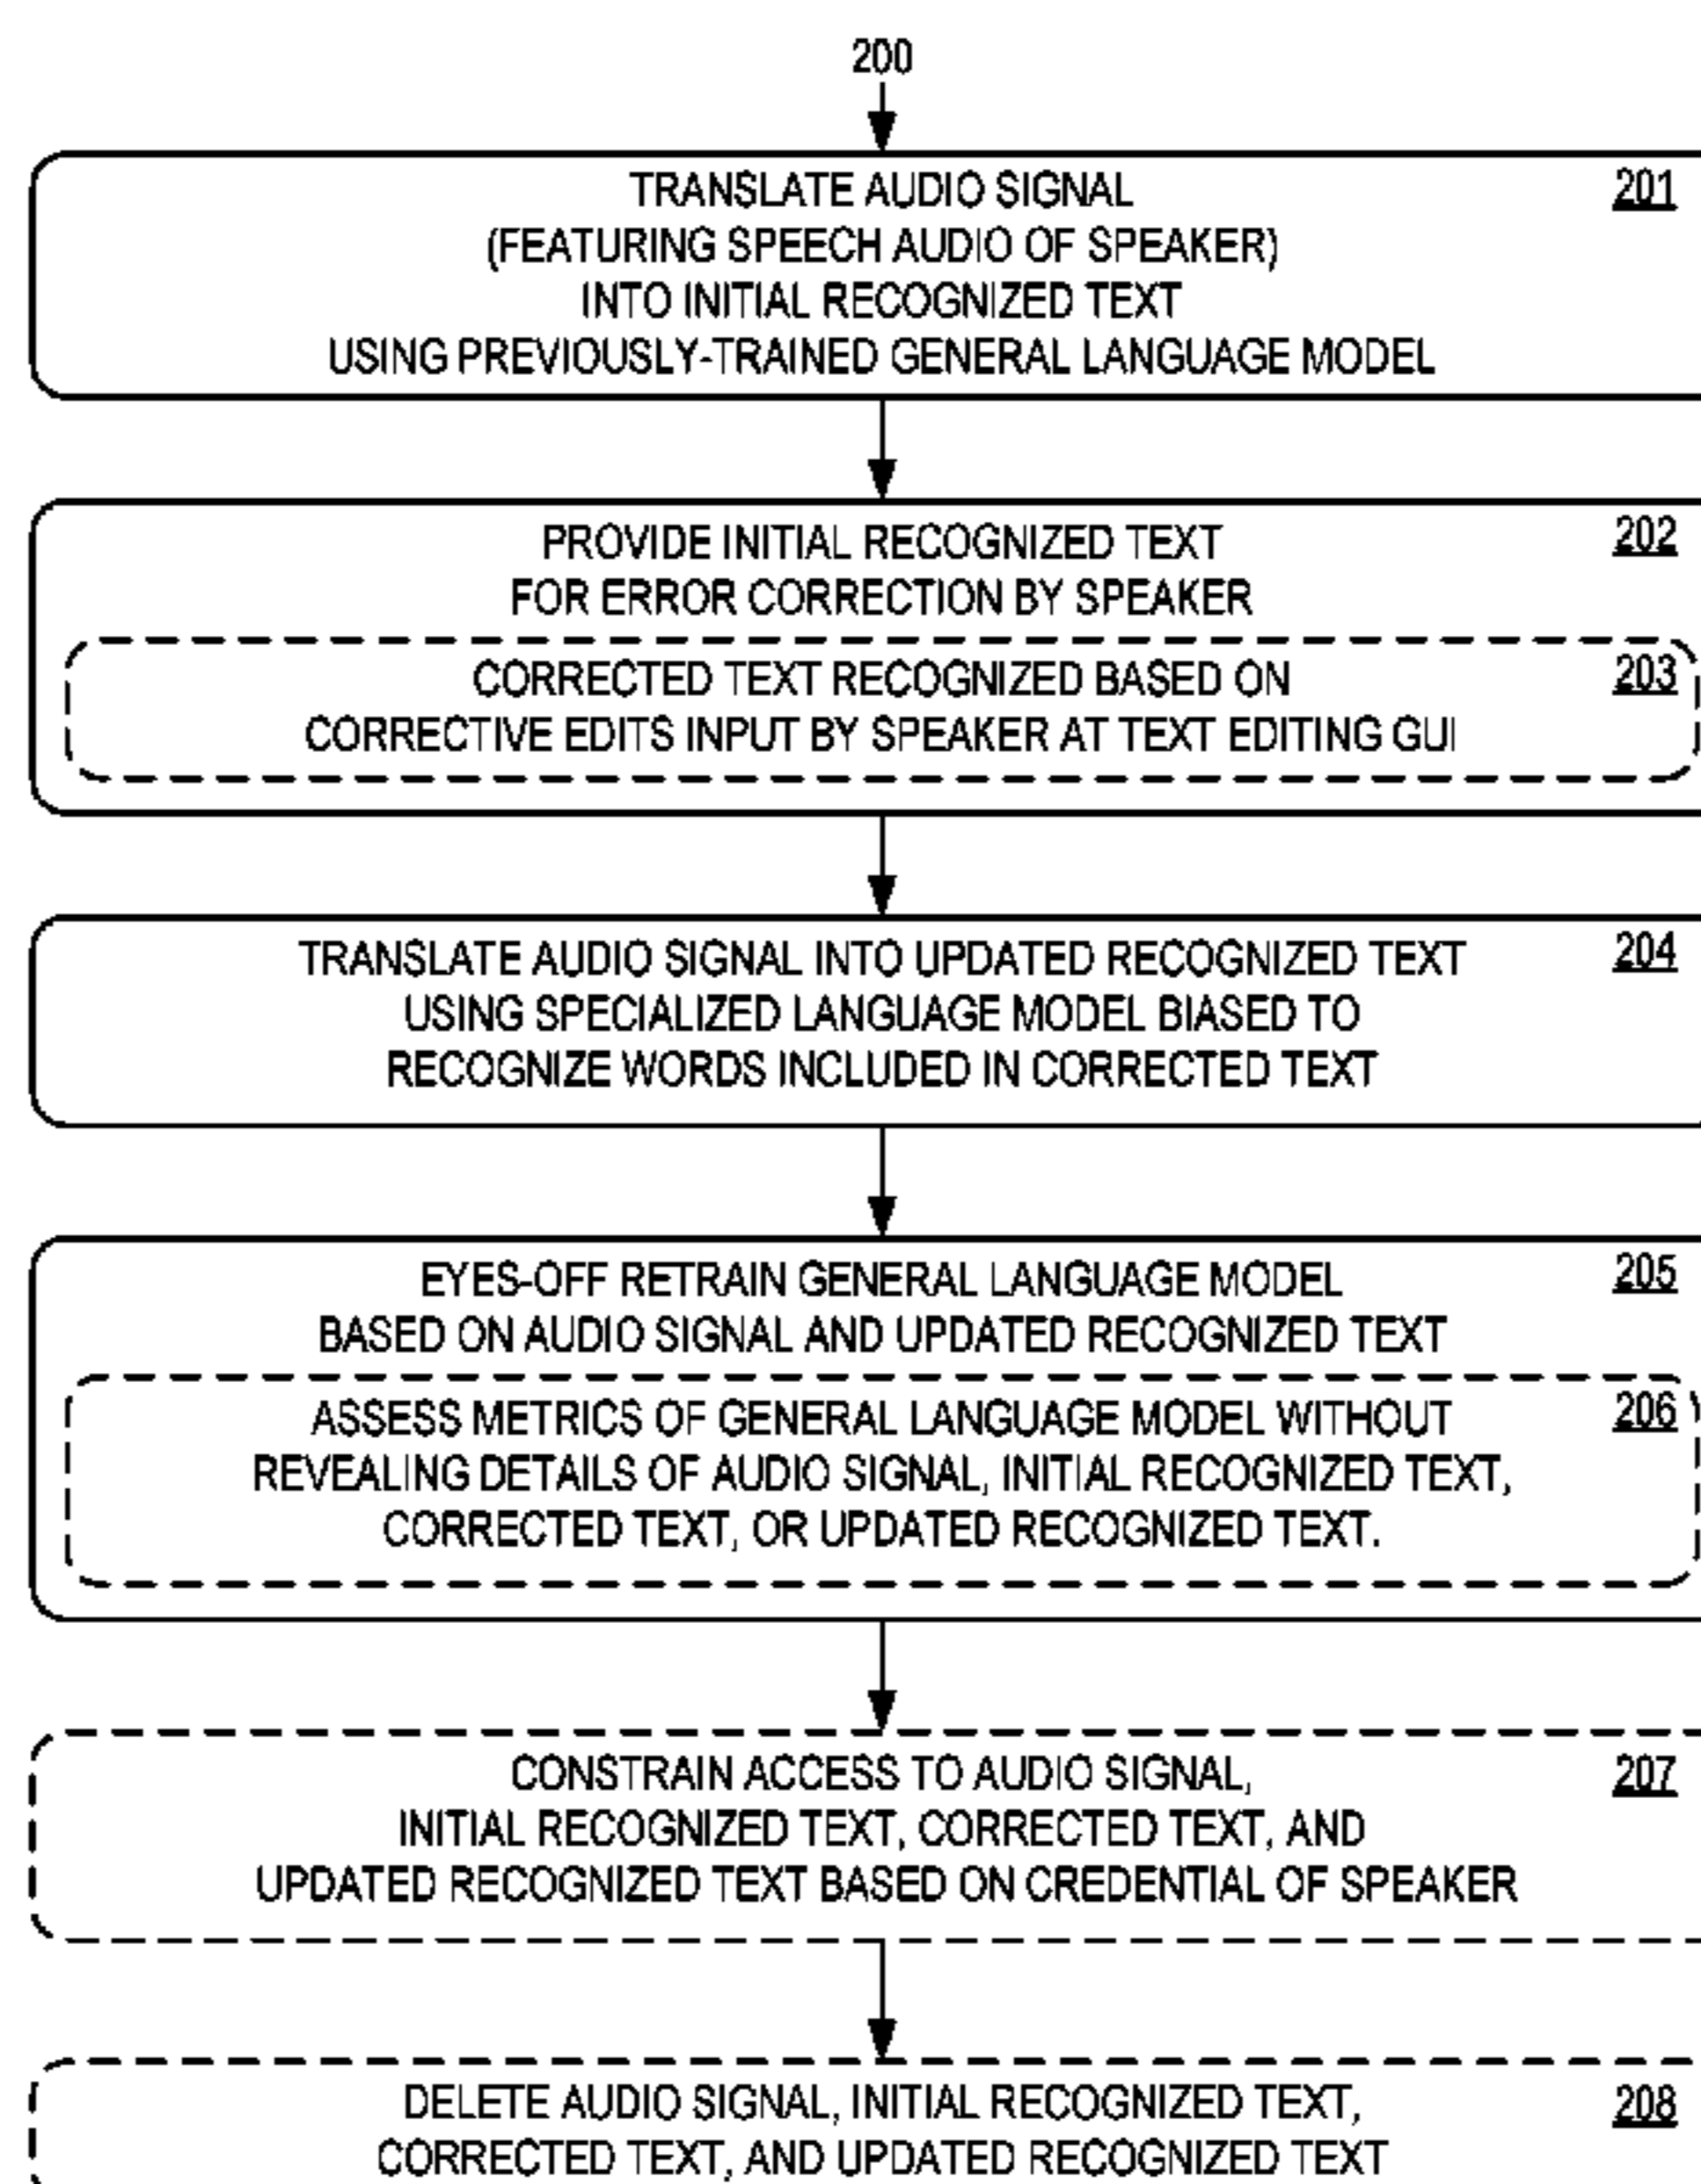 200
TRANSLATE AUDIO SIGNAL 201
(FEATURING SPEECH AUDIO OF SPEAKER)
INTO INITIAL RECOGNIZED TEXT
USING PREVIOUSLY-TRAINED GENERAL LANGUAGE MODEL
PROVIDE INITIAL RECOGNIZED TEXT 202
FOR ERROR CORRECTION BY SPEAKER
CORRECTED TEXT RECOGNIZED BASED ON 203
CORRECTIVE EDITS INPUT BY SPEAKER AT TEXT EDITING GUI
TRANSLATE AUDIO SIGNAL INTO UPDATED RECOGNIZED TEXT 204
USING SPECIALIZED LANGUAGE MODEL BIASED TO
RECOGNIZE WORDS INCLUDED IN CORRECTED TEXT
EYES-OFF RETRAIN GENERAL LANGUAGE MODEL 205
BASED ON AUDIO SIGNAL AND UPDATED RECOGNIZED TEXT
ASSESS METRICS OF GENERAL LANGUAGE MODEL WITHOUT 206
REVEALING DETAILS OF AUDIO SIGNAL, INITIAL RECOGNIZED TEXT,
CORRECTED TEXT, OR UPDATED RECOGNIZED TEXT.
CONSTRAIN ACCESS TO AUDIO SIGNAL, 207
INITIAL RECOGNIZED TEXT, CORRECTED TEXT, AND
UPDATED RECOGNIZED TEXT BASED ON CREDENTIAL OF SPEAKER
DELETE AUDIO SIGNAL, INITIAL RECOGNIZED TEXT, 208
CORRECTED TEXT, AND UPDATED RECOGNIZED TEXT